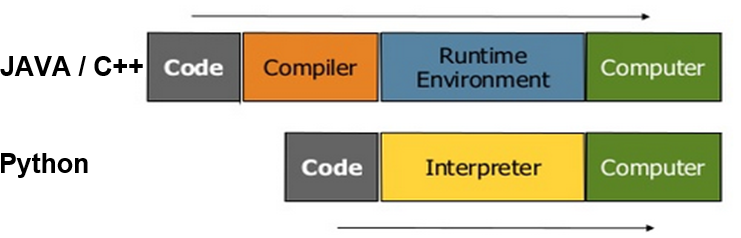 JAVA / C++ Code Compiler Runtime Environment Computer
Python Code Interpreter Computer